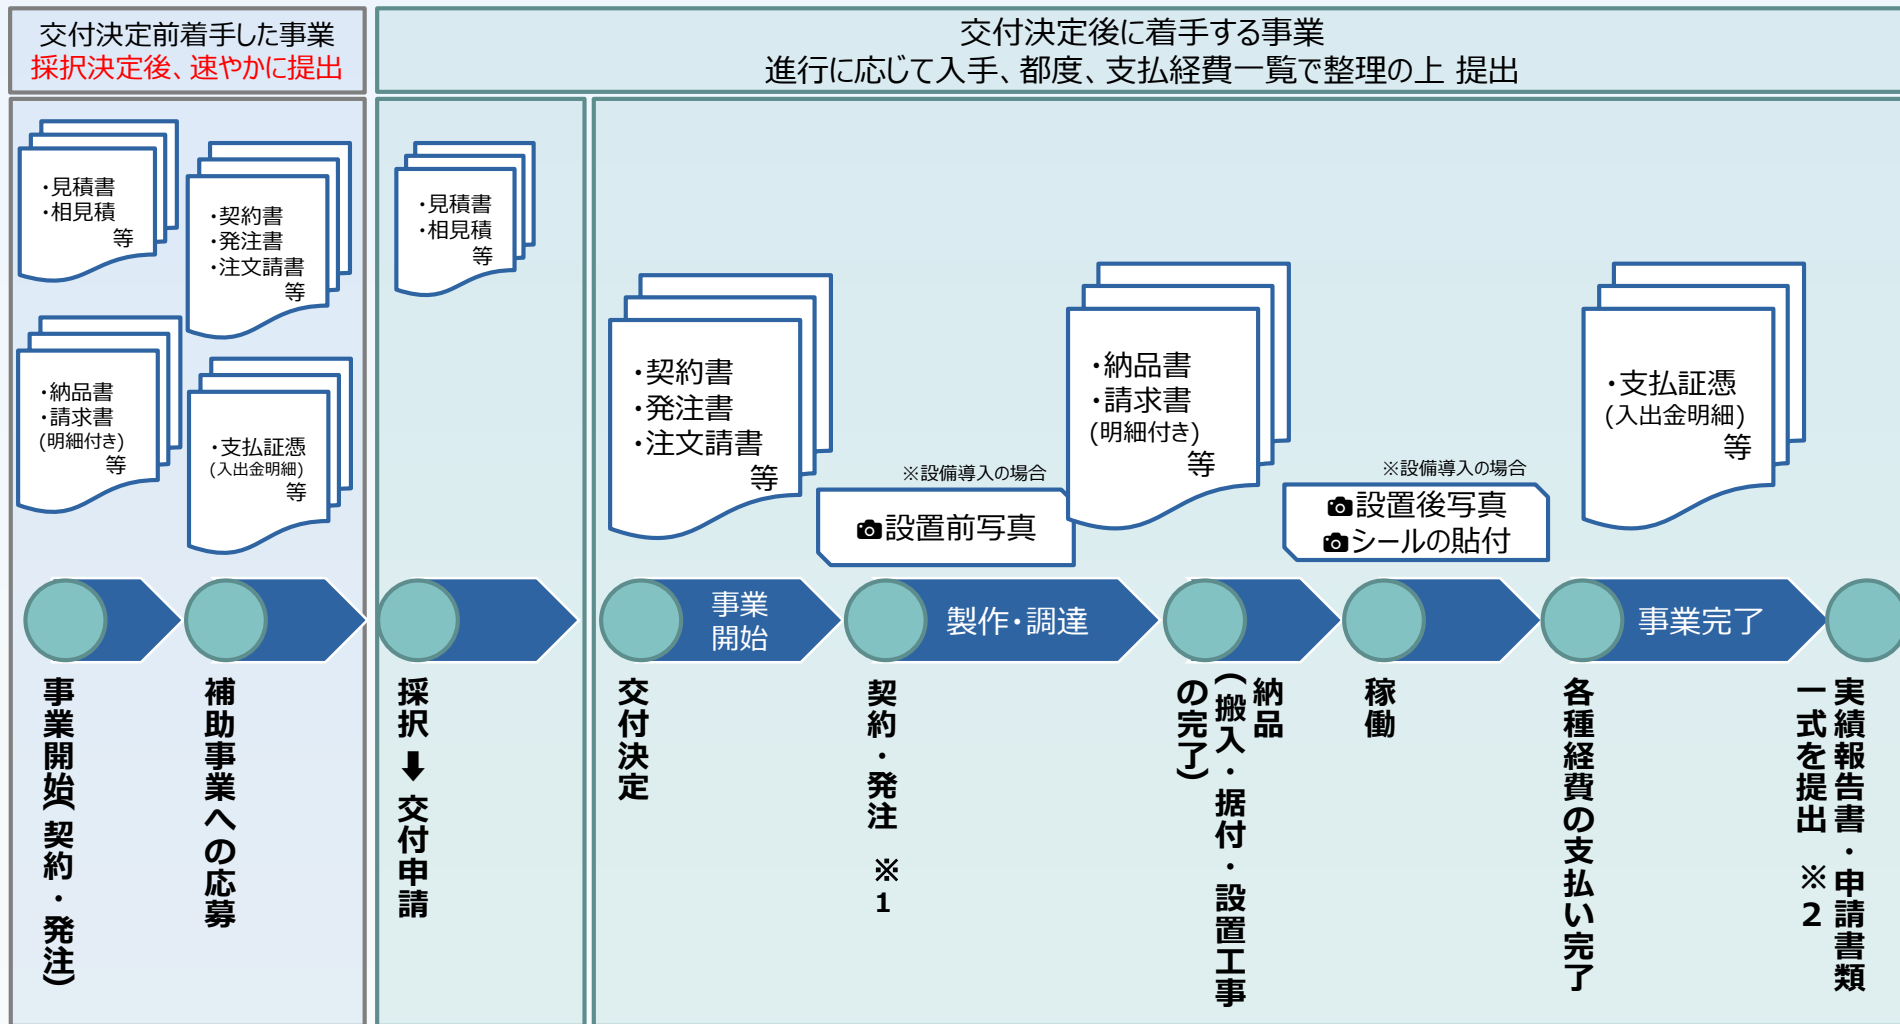 交付決定前着手した事業
採択決定後、速やかに提出
交付決定後に着手する事業
進行に応じて入手、都度、支払経費一覧で整理の上 提出
・見積書
・相見積
等
・契約書
・発注書
・注文請書
等
・納品書
・請求書
(明細付き)
等
・支払証憑
(入出金明細)
等
・見積書
・相見積
等
・契約書
・発注書
・注文請書
等
※設備導入の場合
設置前写真
・納品書
・請求書
(明細付き)
等
※設備導入の場合
設置後写真
シールの貼付
・支払証憑
(入出金明細)
等
事業
開始
製作・調達
事業完了
事業開始(契約・発注)
補助事業への応募
採択➡交付申請
交付決定
契約・発注 ※1
納品
(搬入・据付・設置工事
の完了)
稼働
各種経費の支払い完了
実績報告書・申請書類
一式を提出 ※2